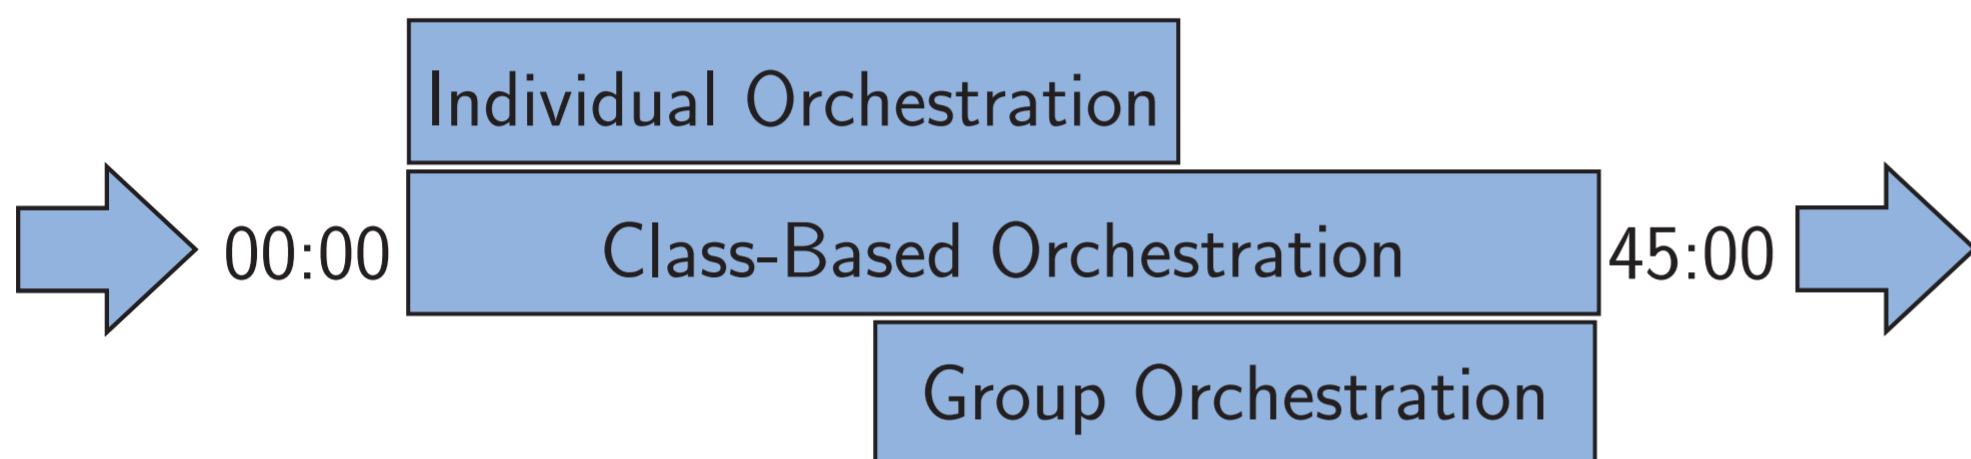 Individual Orchestration
00:00 Class-Based Orchestration 45:00
Group Orchestration